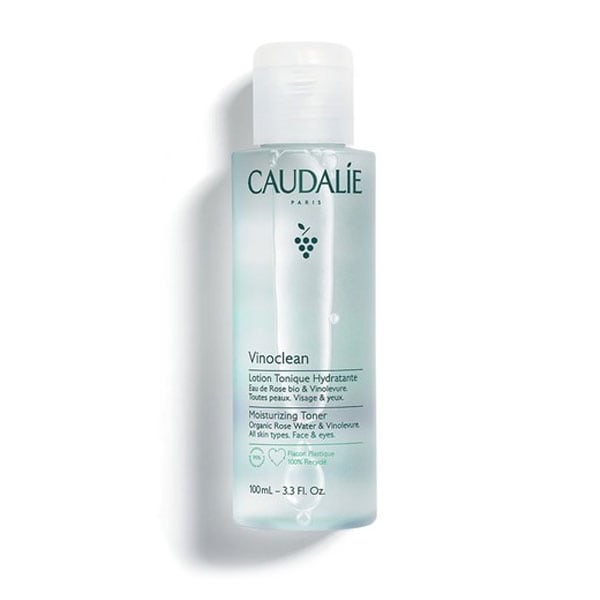 CAUDALÍE
PARIS
Vinoclean
Lotion Tonique Hydratante
Eau de Rose bio & Vinolevure.
Toutes peaux. Visage & yeux.
Moisturizing Toner
Organic Rose Water & Vinolevure.
All skin types. Face & eyes.
Flacon Plastique
100% Recyclé
100mL – 3.3 Fl. Oz.